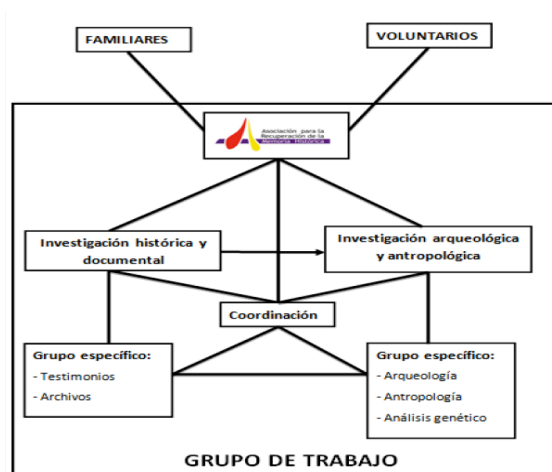 FAMILIARES
VOLUNTARIOS
Asociación para la
Recuperación de la
Memoria Histórica
Investigación histórica y
documental
Investigación arqueológica
y antropológica
Coordinación
Grupo específico:
- Testimonios
- Archivos
Grupo específico:
- Arqueología
- Antropología
- Análisis genético
GRUPO DE TRABAJO